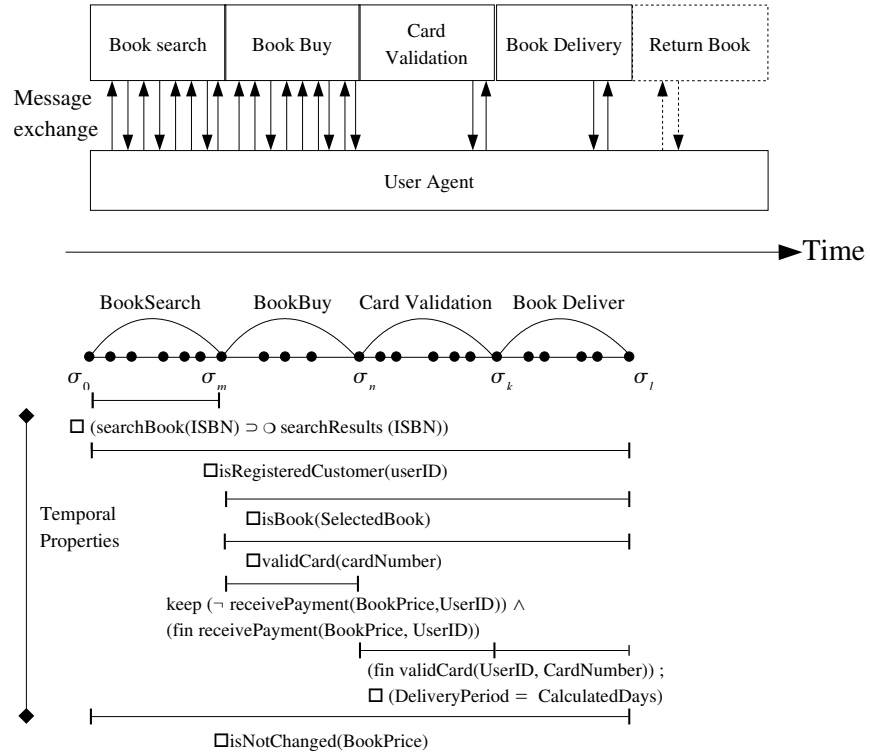 Book search
Book Buy
Card
Validation
Book Delivery
Return Book
Message
exchange
User Agent
Time
BookSearch
BookBuy
Card Validation
Book Deliver
σ₀
σₘ
σₙ
σₖ
σₗ
□ (searchBook(ISBN) ⊃ ❍ searchResults (ISBN))
□isRegisteredCustomer(userID)
Temporal
Properties
□isBook(SelectedBook)
□validCard(cardNumber)
keep (¬ receivePayment(BookPrice,UserID)) ∧
(fin receivePayment(BookPrice, UserID))
(fin validCard(UserID, CardNumber)) ;
□ (DeliveryPeriod = CalculatedDays)
□isNotChanged(BookPrice)